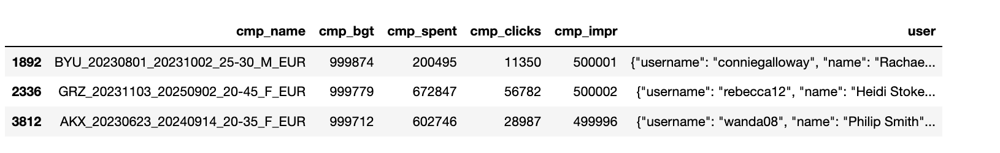 cmp_name cmp_bgt cmp_spent cmp_clicks cmp_impr user
1892 BYU_20230801_20231002_25-30_M_EUR 999874 200495 11350 500001 {"username": "conniegalloway", "name": "Rachae...
2336 GRZ_20231103_20250902_20-45_F_EUR 999779 672847 56782 500002 {"username": "rebecca12", "name": "Heidi Stoke...
3812 AKX_20230623_20240914_20-35_F_EUR 999712 602746 28987 499996 {"username": "wanda08", "name": "Philip Smith"...